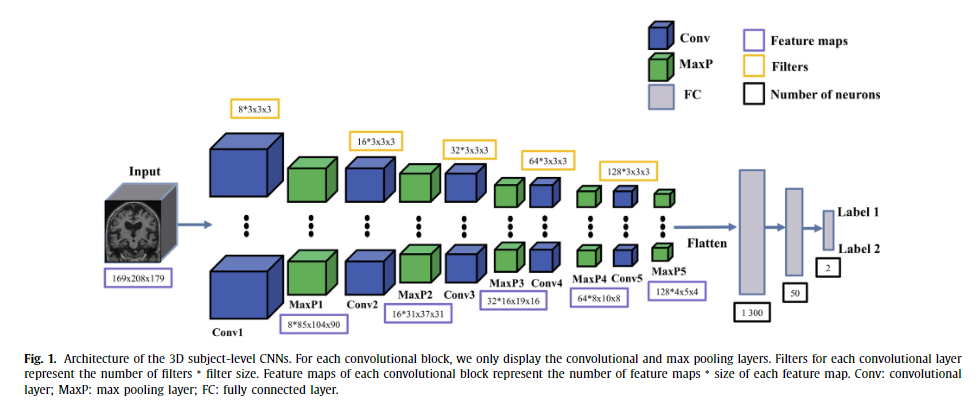 Conv
MaxP
FC
Feature maps
Filters
Number of neurons
8*3x3x3
16*3x3x3
32*3x3x3
64*3x3x3
128*3x3x3
Input
169x208x179
Conv1
MaxP1
8*85x104x90
Conv2
MaxP2
16*31x37x31
Conv3
MaxP3
32*16x19x16
Conv4
MaxP4
64*8x10x8
Conv5
MaxP5
128*4x5x4
Flatten
1 300
50
2
Label 1
Label 2
Fig. 1. Architecture of the 3D subject-level CNNs. For each convolutional block, we only display the convolutional and max pooling layers. Filters for each convolutional layer
represent the number of filters * filter size. Feature maps of each convolutional block represent the number of feature maps * size of each feature map. Conv: convolutional
layer; MaxP: max pooling layer; FC: fully connected layer.